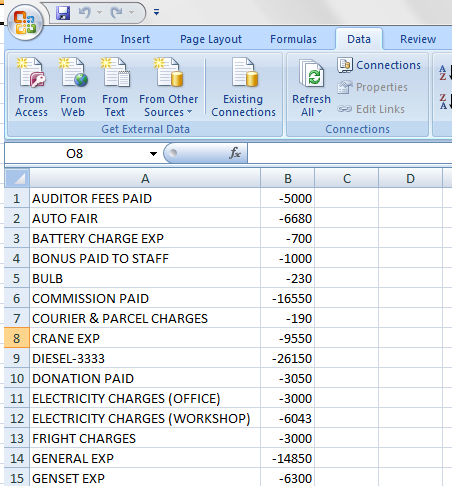 Home Insert Page Layout Formulas Data Review
From Access From Web From Text From Other Sources Existing Connections Refresh All Connections
Properties
Edit Links
Get External Data Connections
A Z
Z A
O8 fx
A B C D
1 AUDITOR FEES PAID -5000
2 AUTO FAIR -6680
3 BATTERY CHARGE EXP -700
4 BONUS PAID TO STAFF -1000
5 BULB -230
6 COMMISSION PAID -16550
7 COURIER & PARCEL CHARGES -190
8 CRANE EXP -9550
9 DIESEL-3333 -26150
10 DONATION PAID -3050
11 ELECTRICITY CHARGES (OFFICE) -3000
12 ELECTRICITY CHARGES (WORKSHOP) -6043
13 FRIGHT CHARGES -3000
14 GENERAL EXP -14850
15 GENSET EXP -6300